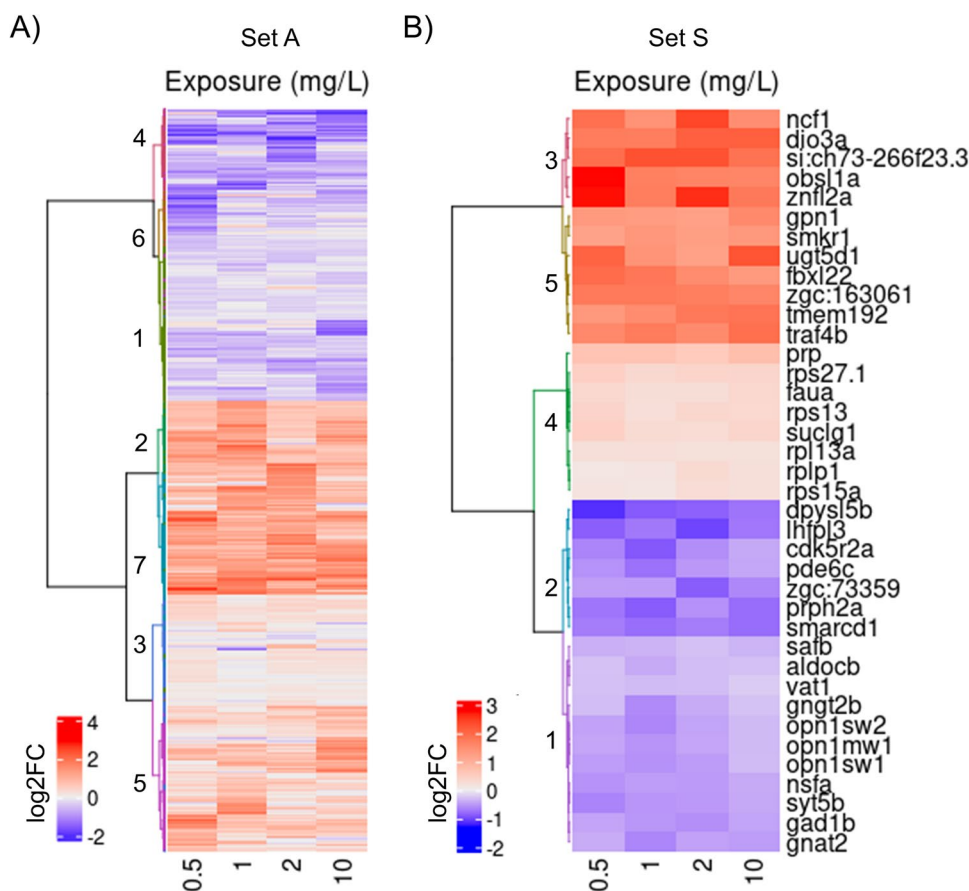 A)
Set A
Exposure (mg/L)
4
6
1
2
7
3
5
log2FC
4
2
0
-2
0.5
1
2
10
B)
Set S
Exposure (mg/L)
3
5
4
2
1
ncf1
dio3a
si:ch73-266f23.3
obsl1a
znfl2a
gpn1
smkr1
ugt5d1
fbxl22
zgc:163061
tmem192
traf4b
prp
rps27.1
faua
rps13
suclg1
rpl13a
rplp1
rps15a
dpysl5b
lhfpl3
cdk5r2a
pde6c
zgc:73359
prph2a
smarcd1
safb
aldocb
vat1
gngt2b
opn1sw2
opn1mw1
opn1sw1
nsfa
syt5b
gad1b
gnat2
log2FC
3
2
1
0
-1
-2
0.5
1
2
10